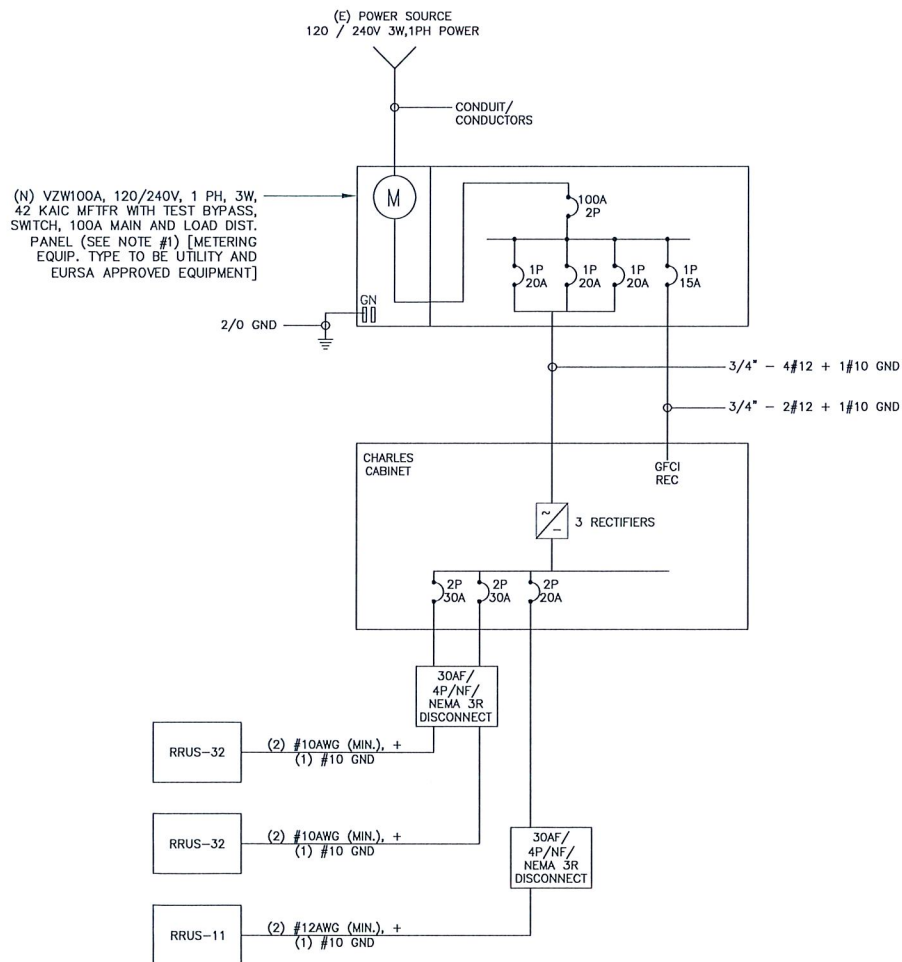 (E) POWER SOURCE
120 / 240V 3W,1PH POWER
CONDUIT/
CONDUCTORS
(N) VZW100A, 120/240V, 1 PH, 3W,
42 KAIC MFTFR WITH TEST BYPASS,
SWITCH, 100A MAIN AND LOAD DIST.
PANEL (SEE NOTE #1) [METERING
EQUIP. TYPE TO BE UTILITY AND
EURSA APPROVED EQUIPMENT]
M
100A
2P
1P
20A
1P
20A
1P
20A
1P
15A
GN
2/0 GND
3/4" - 4#12 + 1#10 GND
3/4" - 2#12 + 1#10 GND
CHARLES
CABINET
GFCI
REC
~
-
3 RECTIFIERS
2P
30A
2P
30A
2P
20A
30AF/
4P/NF/
NEMA 3R
DISCONNECT
RRUS-32
(2) #10AWG (MIN.), +
(1) #10 GND
RRUS-32
(2) #10AWG (MIN.), +
(1) #10 GND
30AF/
4P/NF/
NEMA 3R
DISCONNECT
RRUS-11
(2) #12AWG (MIN.), +
(1) #10 GND